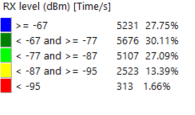 RX level (dBm) [Time/s]
>= -67 5231 27.75%
< -67 and >= -77 5676 30.11%
< -77 and >= -87 5107 27.09%
< -87 and >= -95 2523 13.39%
< -95 313 1.66%